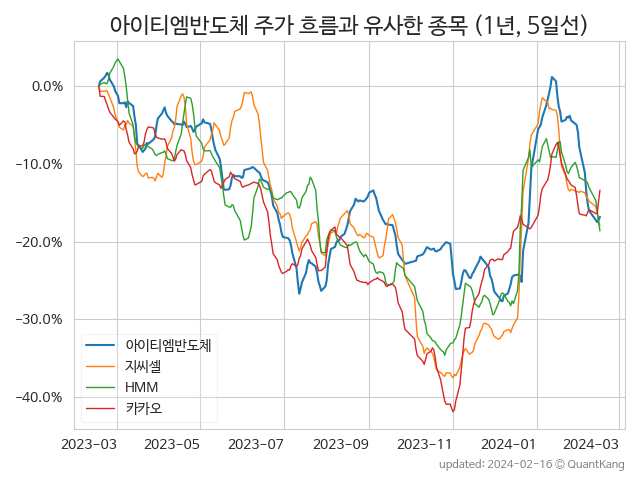 아이티엠반도체 주가 흐름과 유사한 종목 (1년, 5일선)
0.0%
−10.0%
−20.0%
−30.0%
−40.0%
아이티엠반도체
지씨셀
HMM
카카오
2023-03 2023-05 2023-07 2023-09 2023-11 2024-01 2024-03
updated: 2024-02-16 © QuantKang